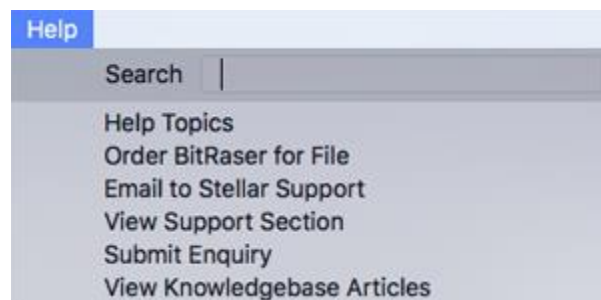 Help
Search
Help Topics
Order BitRaser for File
Email to Stellar Support
View Support Section
Submit Enquiry
View Knowledgebase Articles